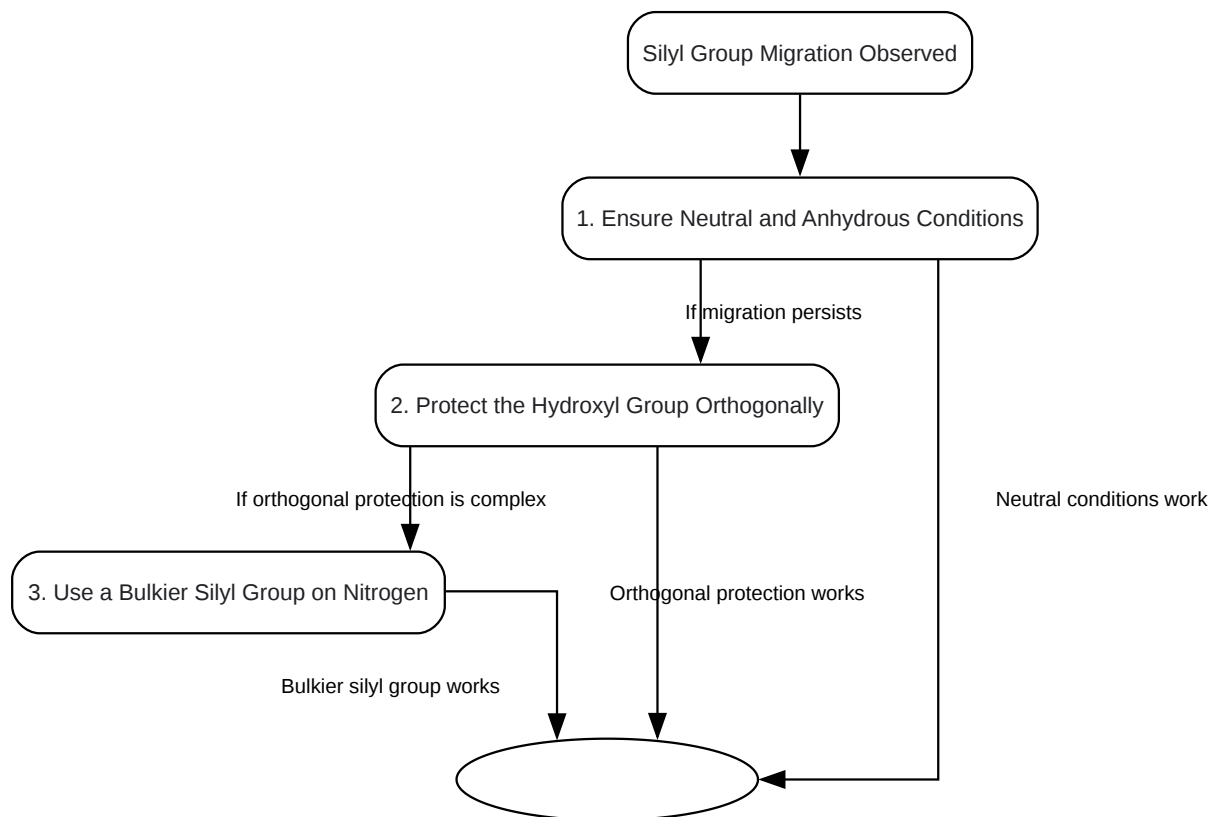 Silyl Group Migration Observed
1. Ensure Neutral and Anhydrous Conditions
If migration persists
2. Protect the Hydroxyl Group Orthogonally
If orthogonal protection is complex
Neutral conditions work
3. Use a Bulkier Silyl Group on Nitrogen
Orthogonal protection works
Bulkier silyl group works